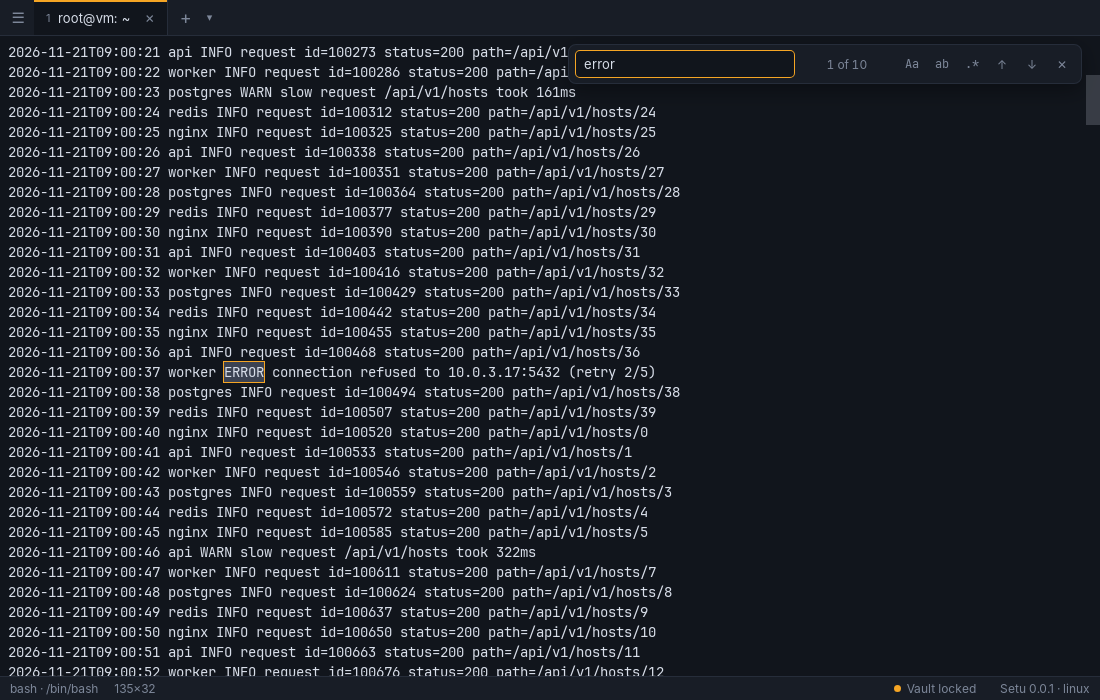 1 root@vm: ~
error
1 of 10
Aa ab .*
2026-11-21T09:00:21 api INFO request id=100273 status=200 path=/api/v1
2026-11-21T09:00:22 worker INFO request id=100286 status=200 path=/api
2026-11-21T09:00:23 postgres WARN slow request /api/v1/hosts took 161ms
2026-11-21T09:00:24 redis INFO request id=100312 status=200 path=/api/v1/hosts/24
2026-11-21T09:00:25 nginx INFO request id=100325 status=200 path=/api/v1/hosts/25
2026-11-21T09:00:26 api INFO request id=100338 status=200 path=/api/v1/hosts/26
2026-11-21T09:00:27 worker INFO request id=100351 status=200 path=/api/v1/hosts/27
2026-11-21T09:00:28 postgres INFO request id=100364 status=200 path=/api/v1/hosts/28
2026-11-21T09:00:29 redis INFO request id=100377 status=200 path=/api/v1/hosts/29
2026-11-21T09:00:30 nginx INFO request id=100390 status=200 path=/api/v1/hosts/30
2026-11-21T09:00:31 api INFO request id=100403 status=200 path=/api/v1/hosts/31
2026-11-21T09:00:32 worker INFO request id=100416 status=200 path=/api/v1/hosts/32
2026-11-21T09:00:33 postgres INFO request id=100429 status=200 path=/api/v1/hosts/33
2026-11-21T09:00:34 redis INFO request id=100442 status=200 path=/api/v1/hosts/34
2026-11-21T09:00:35 nginx INFO request id=100455 status=200 path=/api/v1/hosts/35
2026-11-21T09:00:36 api INFO request id=100468 status=200 path=/api/v1/hosts/36
2026-11-21T09:00:37 worker ERROR connection refused to 10.0.3.17:5432 (retry 2/5)
2026-11-21T09:00:38 postgres INFO request id=100494 status=200 path=/api/v1/hosts/38
2026-11-21T09:00:39 redis INFO request id=100507 status=200 path=/api/v1/hosts/39
2026-11-21T09:00:40 nginx INFO request id=100520 status=200 path=/api/v1/hosts/0
2026-11-21T09:00:41 api INFO request id=100533 status=200 path=/api/v1/hosts/1
2026-11-21T09:00:42 worker INFO request id=100546 status=200 path=/api/v1/hosts/2
2026-11-21T09:00:43 postgres INFO request id=100559 status=200 path=/api/v1/hosts/3
2026-11-21T09:00:44 redis INFO request id=100572 status=200 path=/api/v1/hosts/4
2026-11-21T09:00:45 nginx INFO request id=100585 status=200 path=/api/v1/hosts/5
2026-11-21T09:00:46 api WARN slow request /api/v1/hosts took 322ms
2026-11-21T09:00:47 worker INFO request id=100611 status=200 path=/api/v1/hosts/7
2026-11-21T09:00:48 postgres INFO request id=100624 status=200 path=/api/v1/hosts/8
2026-11-21T09:00:49 redis INFO request id=100637 status=200 path=/api/v1/hosts/9
2026-11-21T09:00:50 nginx INFO request id=100650 status=200 path=/api/v1/hosts/10
2026-11-21T09:00:51 api INFO request id=100663 status=200 path=/api/v1/hosts/11
2026-11-21T09:00:52 worker INFO request id=100676 status=200 path=/api/v1/hosts/12
bash · /bin/bash 135×32 Vault locked Setu 0.0.1 · linux